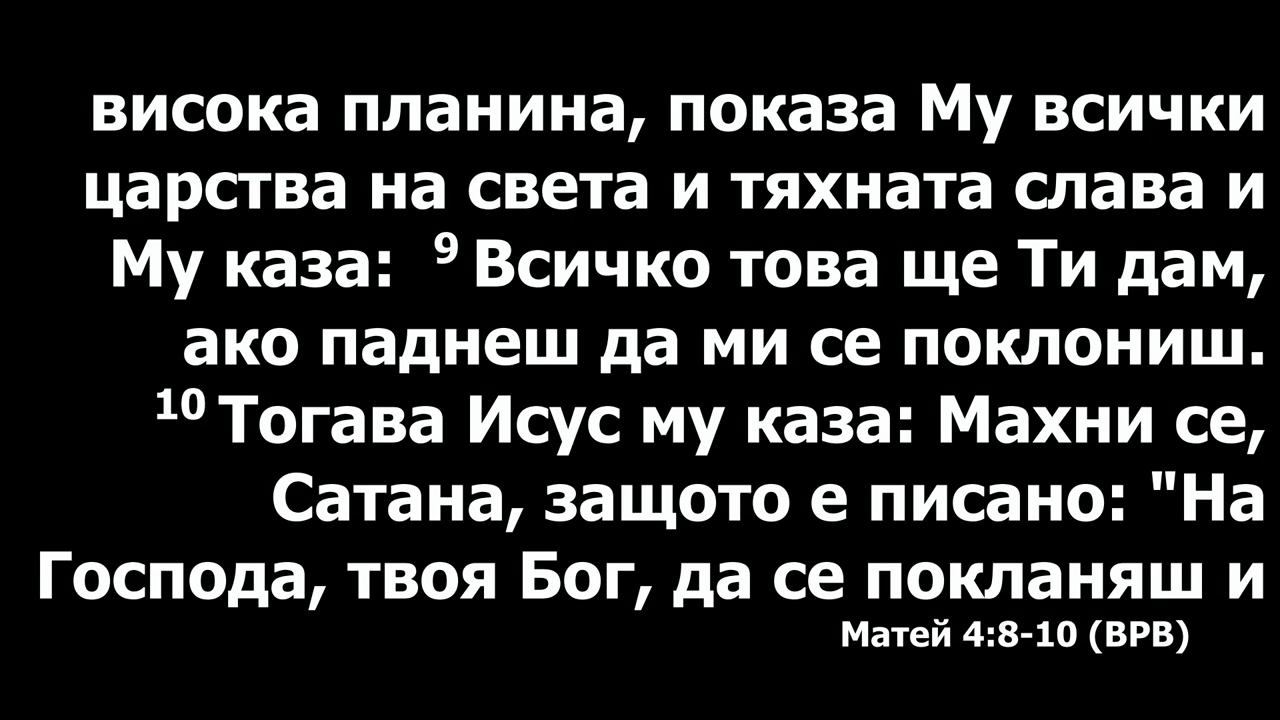 висока планина, показа Му всички
царства на света и тяхната слава и
Му каза: 9 Всичко това ще Ти дам,
ако паднеш да ми се поклониш.
10 Тогава Исус му каза: Махни се,
Сатана, защото е писано: "На
Господа, твоя Бог, да се покланяш и
Матей 4:8-10 (ВРВ)